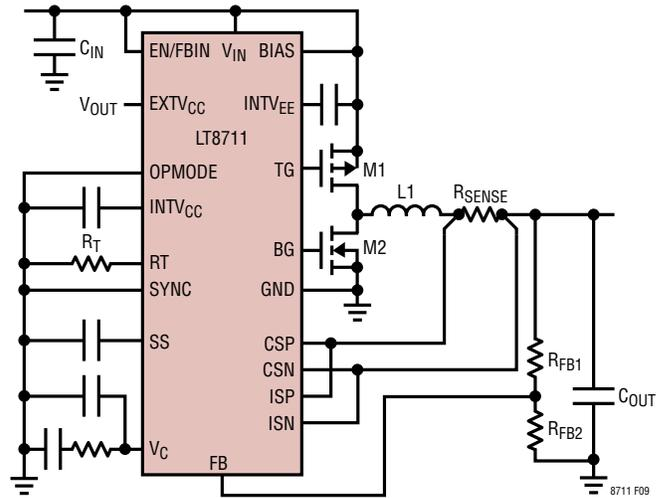 C_IN
EN/FBIN V_IN BIAS
V_OUT EXTV_CC INTV_EE
LT8711
OPMODE TG M1
INTV_CC L1 R_SENSE
R_T RT BG M2
SYNC GND
SS CSP
CSN R_FB1
ISP C_OUT
ISN R_FB2
V_C FB
8711 F09